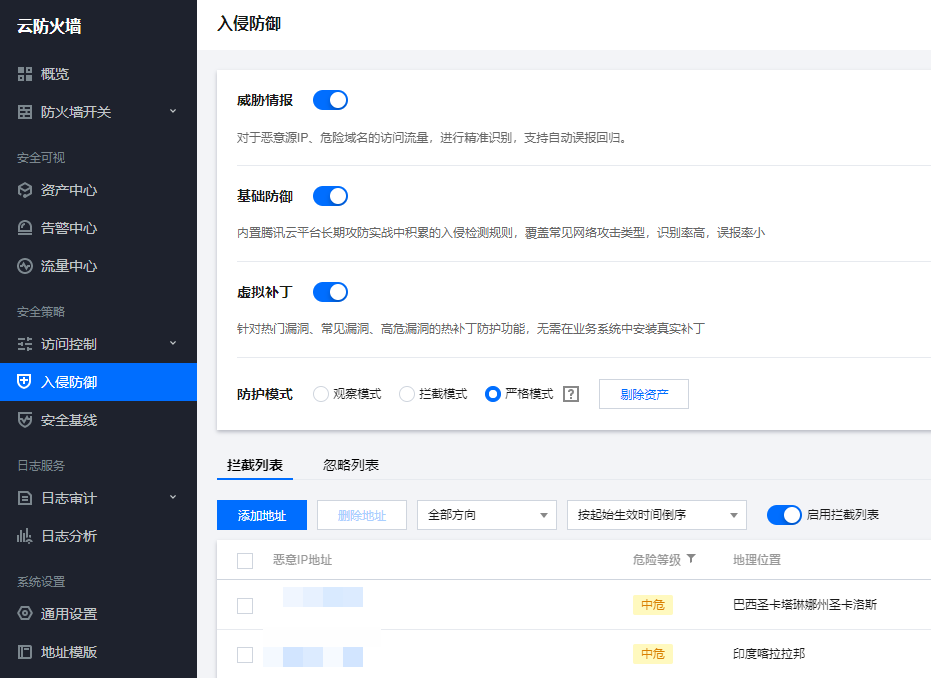 云防火墙
概览
防火墙开关
安全可视
资产中心
告警中心
流量中心
安全策略
访问控制
入侵防御
安全基线
日志服务
日志审计
日志分析
系统设置
通用设置
地址模版
入侵防御
威胁情报
对于恶意源IP、危险域名的访问流量，进行精准识别，支持自动误报回归。
基础防御
内置腾讯云平台长期攻防实战中积累的入侵检测规则，覆盖常见网络攻击类型，识别率高，误报率小
虚拟补丁
针对热门漏洞、常见漏洞、高危漏洞的热补丁防护功能，无需在业务系统中安装真实补丁
防护模式 观察模式 拦截模式 严格模式 ? 剔除资产
拦截列表 忽略列表
添加地址 删除地址 全部方向 按起始生效时间倒序 启用拦截列表
恶意IP地址 危险等级 地理位置
中危 巴西圣卡塔琳娜州圣卡洛斯
中危 印度喀拉拉邦